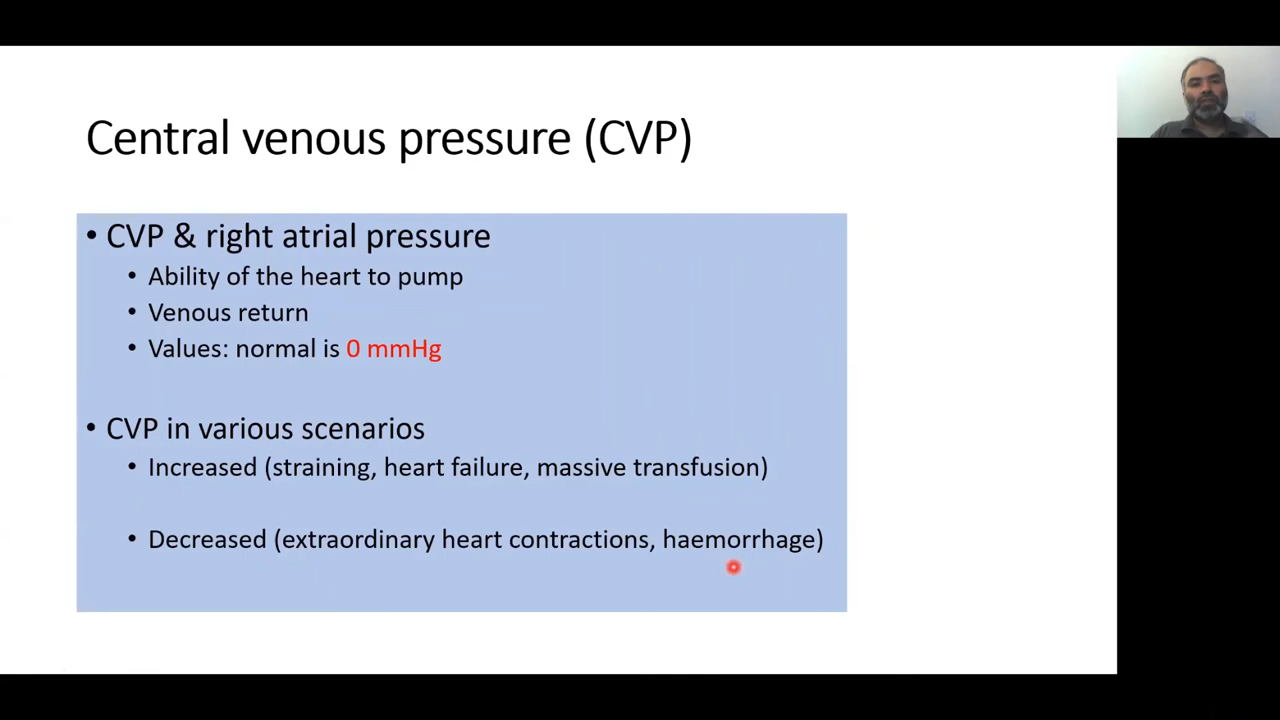 Central venous pressure (CVP)
• CVP & right atrial pressure
• Ability of the heart to pump
• Venous return
• Values: normal is 0 mmHg
• CVP in various scenarios
• Increased (straining, heart failure, massive transfusion)
• Decreased (extraordinary heart contractions, haemorrhage)